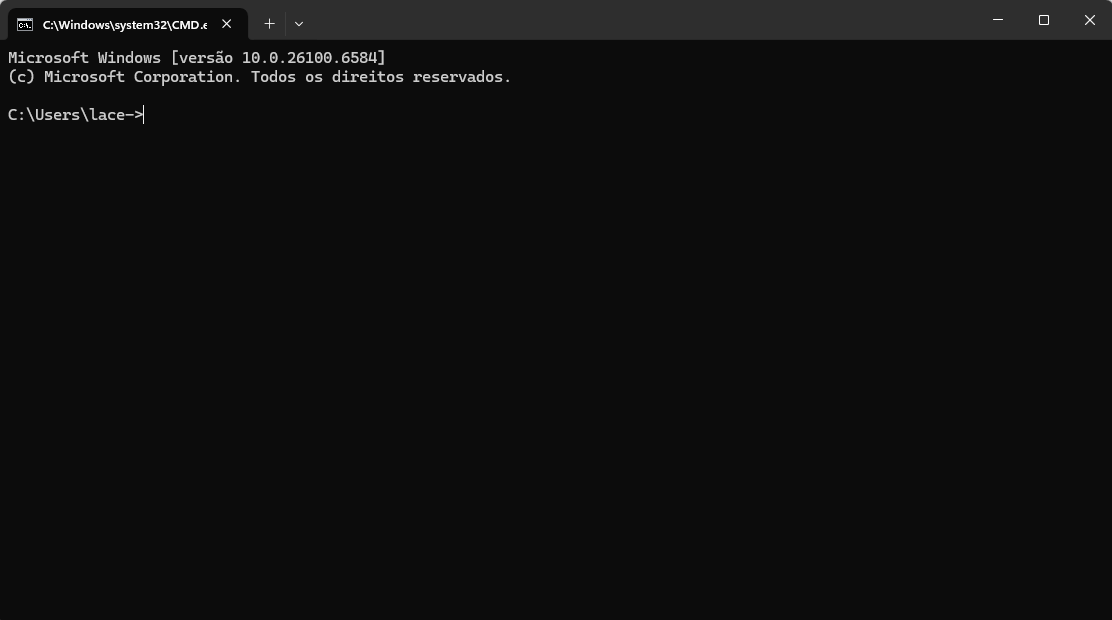 C:\Windows\system32\CMD.e
Microsoft Windows [versão 10.0.26100.6584]
(c) Microsoft Corporation. Todos os direitos reservados.
C:\Users\lace->